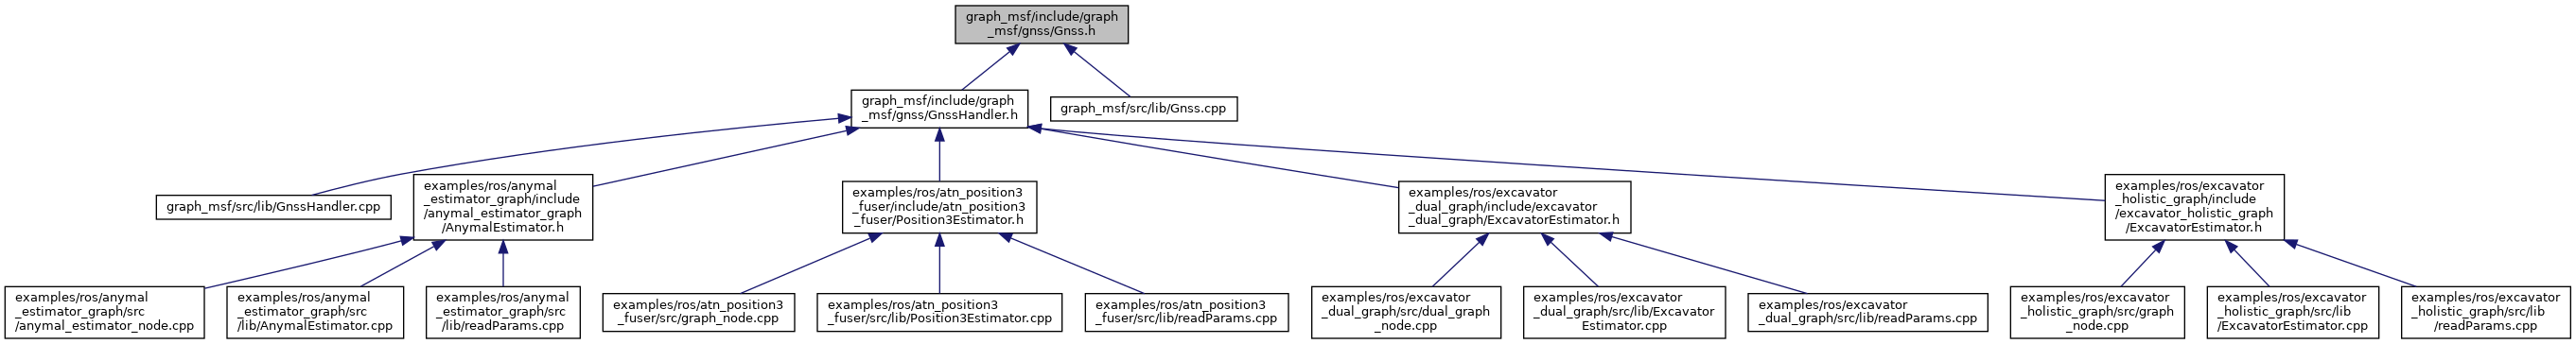 graph_msf/include/graph
_msf/gnss/Gnss.h
graph_msf/include/graph
_msf/gnss/GnssHandler.h
graph_msf/src/lib/Gnss.cpp
graph_msf/src/lib/GnssHandler.cpp
examples/ros/anymal
_estimator_graph/include
/anymal_estimator_graph
/AnymalEstimator.h
examples/ros/atn_position3
_fuser/include/atn_position3
_fuser/Position3Estimator.h
examples/ros/excavator
_dual_graph/include/excavator
_dual_graph/ExcavatorEstimator.h
examples/ros/excavator
_holistic_graph/include
/excavator_holistic_graph
/ExcavatorEstimator.h
examples/ros/anymal
_estimator_graph/src
/anymal_estimator_node.cpp
examples/ros/anymal
_estimator_graph/src
/lib/AnymalEstimator.cpp
examples/ros/anymal
_estimator_graph/src
/lib/readParams.cpp
examples/ros/atn_position3
_fuser/src/graph_node.cpp
examples/ros/atn_position3
_fuser/src/lib/Position3Estimator.cpp
examples/ros/atn_position3
_fuser/src/lib/readParams.cpp
examples/ros/excavator
_dual_graph/src/dual_graph
_node.cpp
examples/ros/excavator
_dual_graph/src/lib/Excavator
Estimator.cpp
examples/ros/excavator
_dual_graph/src/lib/readParams.cpp
examples/ros/excavator
_holistic_graph/src/graph
_node.cpp
examples/ros/excavator
_holistic_graph/src/lib
/ExcavatorEstimator.cpp
examples/ros/excavator
_holistic_graph/src/lib
/readParams.cpp